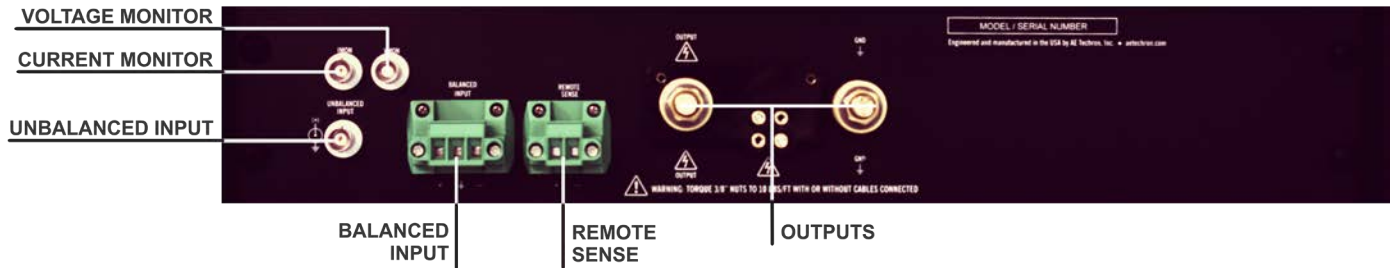 VOLTAGE MONITOR
CURRENT MONITOR
UNBALANCED INPUT
UNBALANCED
INPUT
(+)
BALANCED
INPUT
REMOTE
SENSE
OUTPUT
GND
MODEL / SERIAL NUMBER
Engineered and manufactured in the USA by AE Techron, Inc. • aetechron.com
OUTPUT
GND
WARNING: TORQUE 3/8" NUTS TO 10 LBS/FT WITH OR WITHOUT CABLES CONNECTED
BALANCED
INPUT
REMOTE
SENSE
OUTPUTS